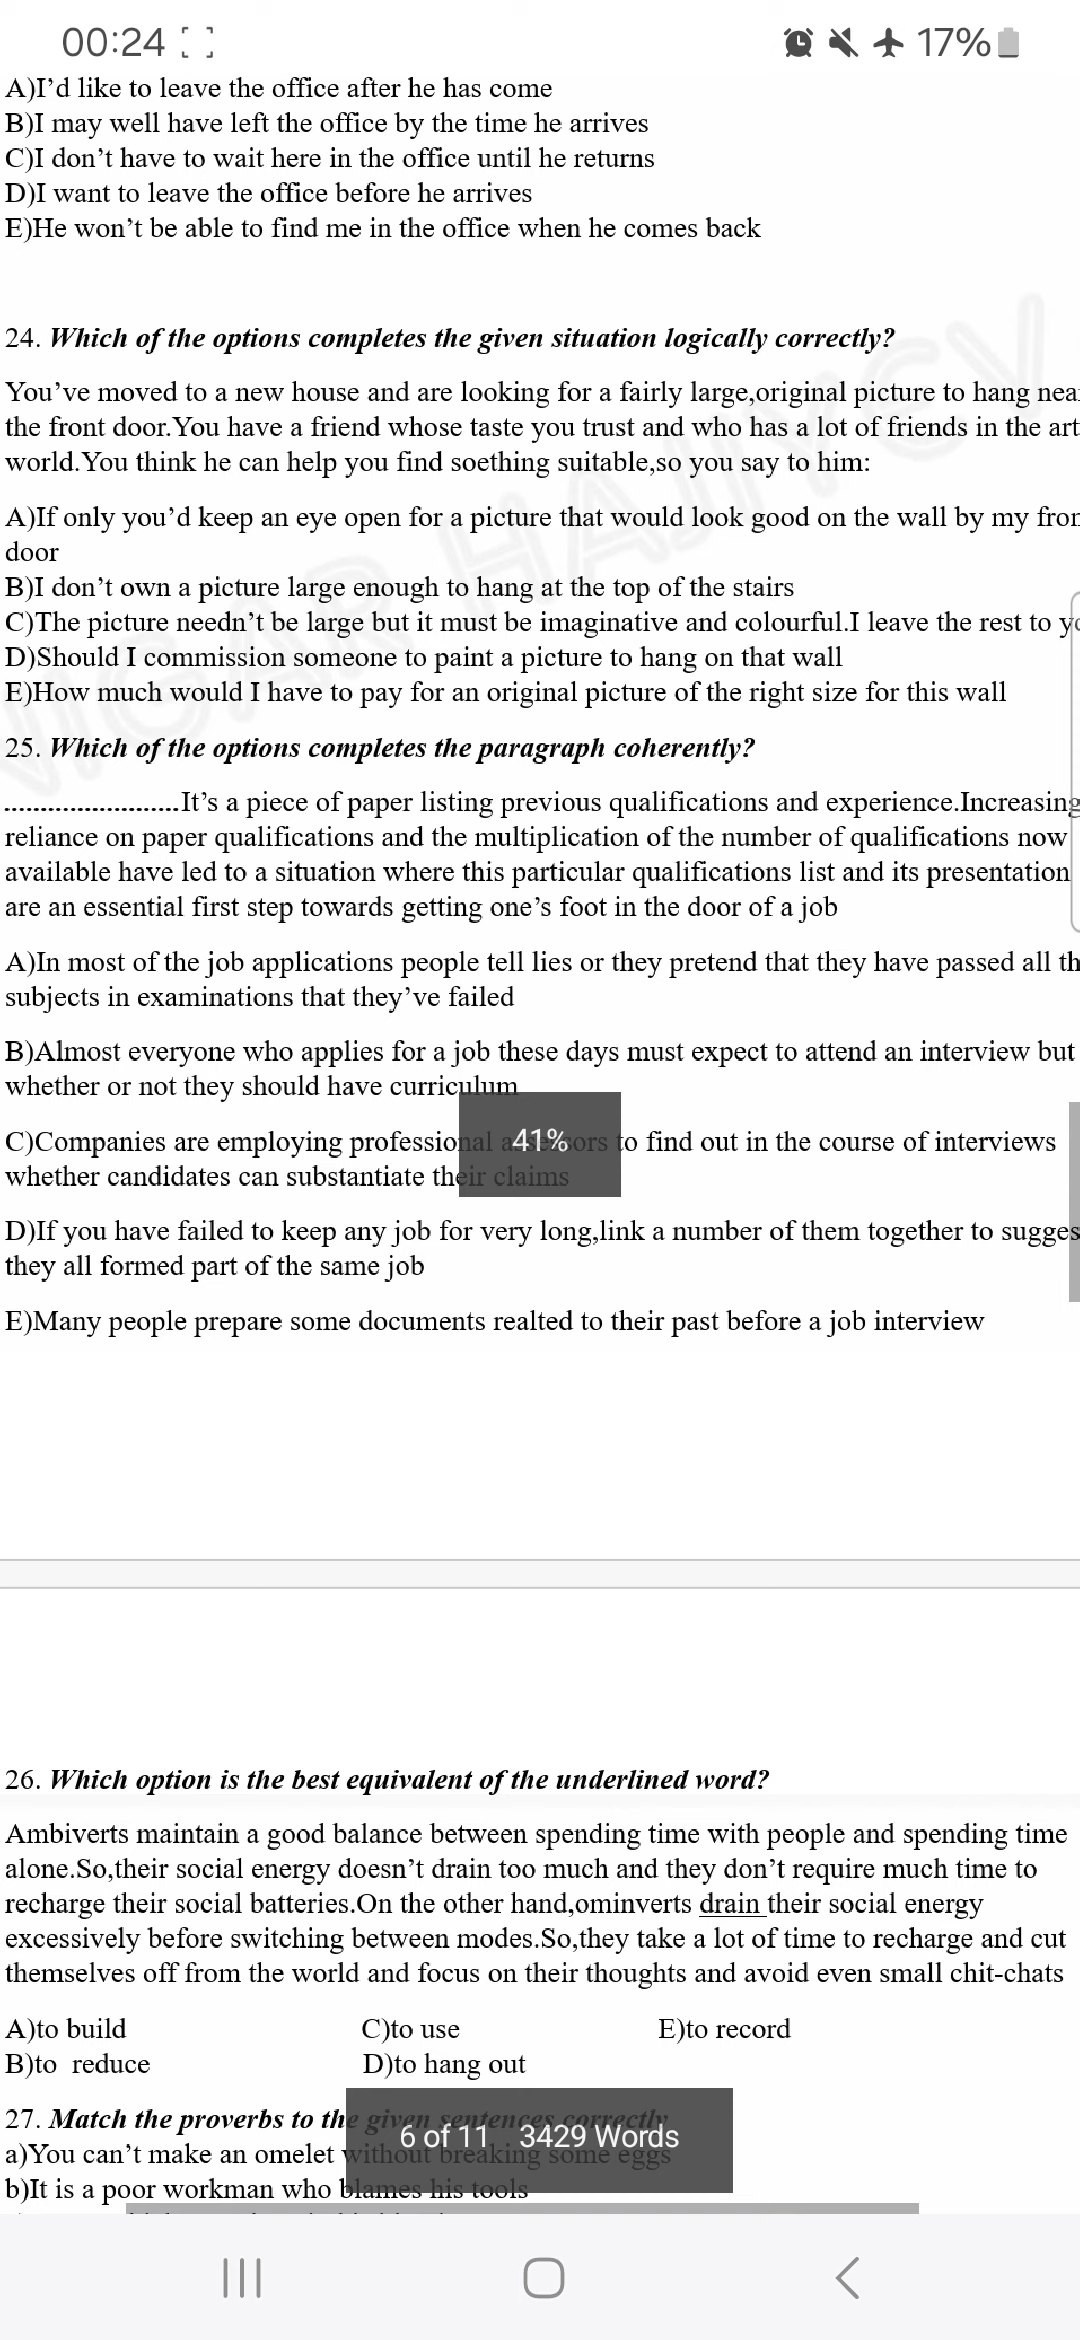 00:24 17%
A)I’d like to leave the office after he has come
B)I may well have left the office by the time he arrives
C)I don’t have to wait here in the office until he returns
D)I want to leave the office before he arrives
E)He won’t be able to find me in the office when he comes back
24. Which of the options completes the given situation logically correctly?
You’ve moved to a new house and are looking for a fairly large,original picture to hang nea
the front door.You have a friend whose taste you trust and who has a lot of friends in the art
world.You think he can help you find soething suitable,so you say to him:
A)If only you’d keep an eye open for a picture that would look good on the wall by my fron
door
B)I don’t own a picture large enough to hang at the top of the stairs
C)The picture needn’t be large but it must be imaginative and colourful.I leave the rest to yo
D)Should I commission someone to paint a picture to hang on that wall
E)How much would I have to pay for an original picture of the right size for this wall
25. Which of the options completes the paragraph coherently?
........................It’s a piece of paper listing previous qualifications and experience.Increasing
reliance on paper qualifications and the multiplication of the number of qualifications now
available have led to a situation where this particular qualifications list and its presentation
are an essential first step towards getting one’s foot in the door of a job
A)In most of the job applications people tell lies or they pretend that they have passed all th
subjects in examinations that they’ve failed
B)Almost everyone who applies for a job these days must expect to attend an interview but
whether or not they should have curriculum
C)Companies are employing professional assessors to find out in the course of interviews
41%
whether candidates can substantiate their claims
D)If you have failed to keep any job for very long,link a number of them together to sugges
they all formed part of the same job
E)Many people prepare some documents realted to their past before a job interview
26. Which option is the best equivalent of the underlined word?
Ambiverts maintain a good balance between spending time with people and spending time
alone.So,their social energy doesn’t drain too much and they don’t require much time to
recharge their social batteries.On the other hand,ominverts drain their social energy
excessively before switching between modes.So,they take a lot of time to recharge and cut
themselves off from the world and focus on their thoughts and avoid even small chit-chats
A)to build C)to use E)to record
B)to reduce D)to hang out
27. Match the proverbs to the given sentences correctly
6 of 11 3429 Words
a)You can’t make an omelet without breaking some eggs
b)It is a poor workman who blames his tools